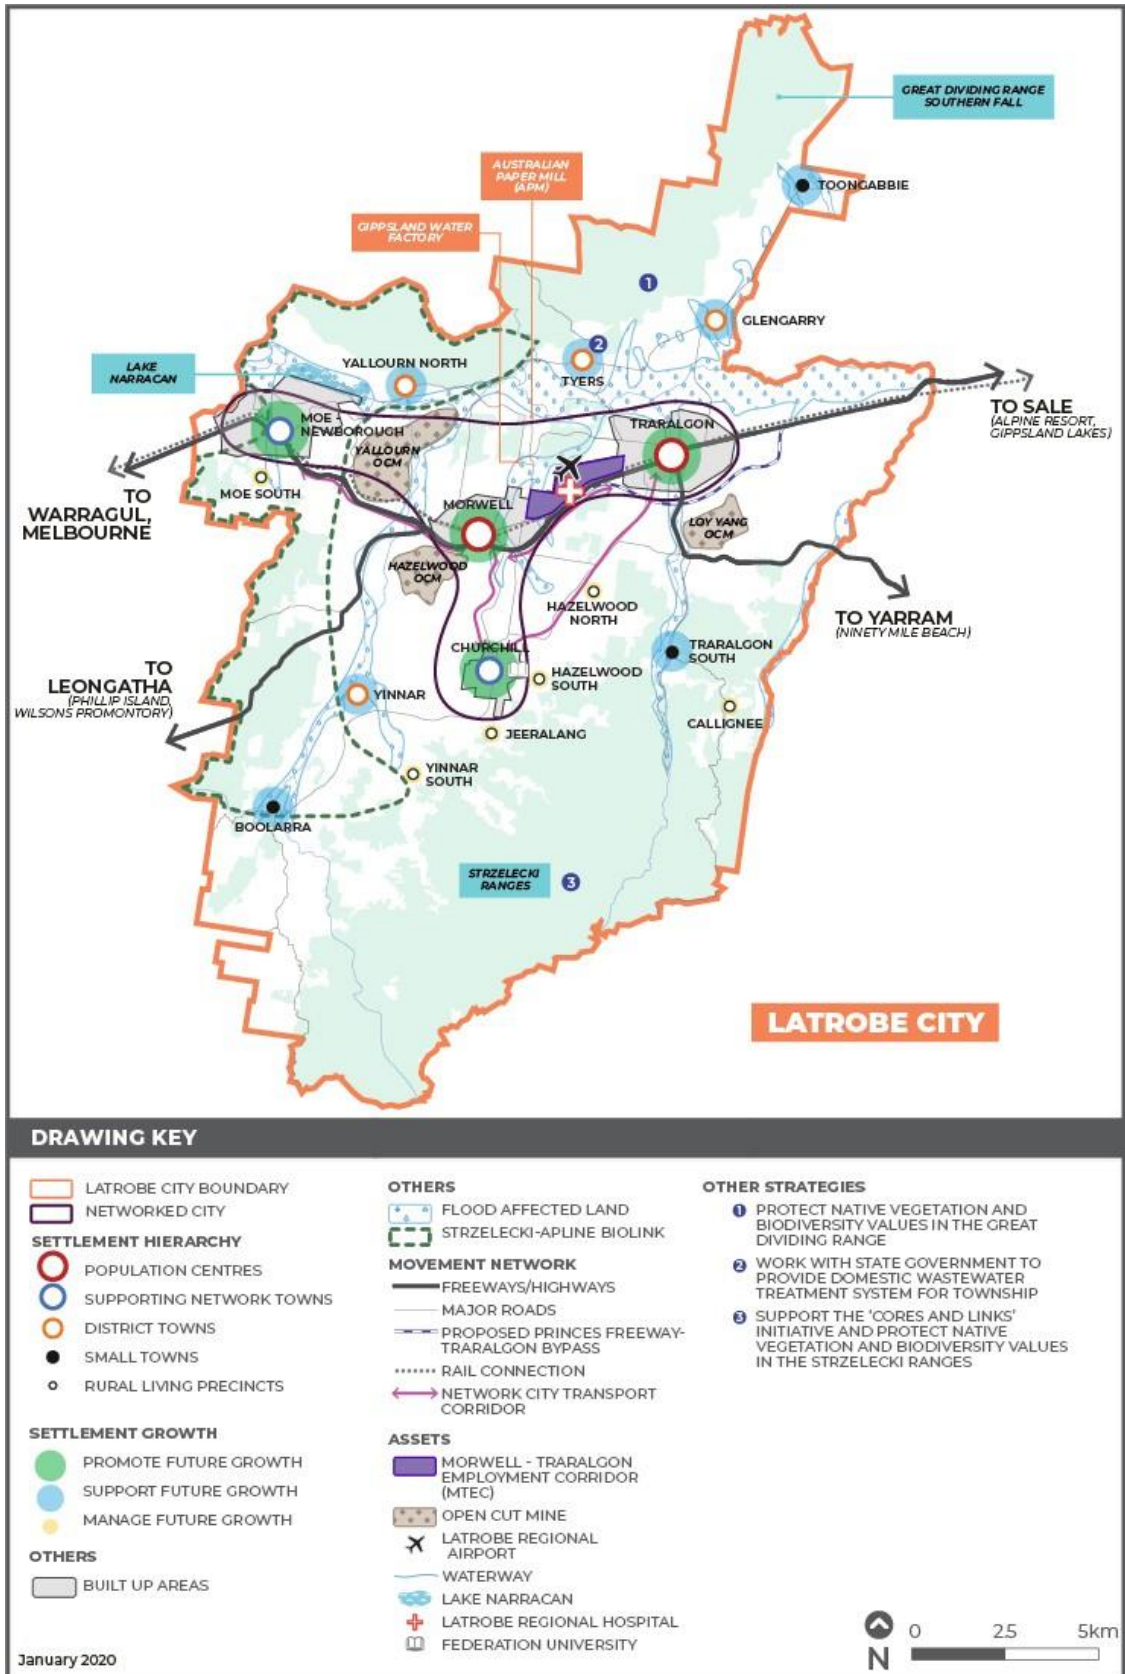 GREAT DIVIDING RANGE
SOUTHERN FALL
AUSTRALIAN
PAPER MILL
(APM)
TOONGABBIE
GIPPSLAND WATER
FACTORY
1
GLENGARRY
2
TYERS
LAKE
NARRACAN
YALLOURN NORTH
TO SALE
(ALPINE RESORT,
GIPPSLAND LAKES)
MOE -
NEWBOROUGH
TRARALGON
YALLOURN
OCM
MOE SOUTH
TO
WARRAGUL,
MELBOURNE
MORWELL
LOY YANG
OCM
HAZELWOOD
OCM
HAZELWOOD
NORTH
TO YARRAM
(NINETY MILE BEACH)
CHURCHILL
TRARALGON
SOUTH
TO
LEONGATHA
(PHILLIP ISLAND,
WILSONS PROMONTORY)
HAZELWOOD
SOUTH
YINNAR
CALLIGNEE
JEERALANG
YINNAR
SOUTH
BOOLARRA
STRZELECKI
RANGES
3
LATROBE CITY
DRAWING KEY
LATROBE CITY BOUNDARY
NETWORKED CITY
SETTLEMENT HIERARCHY
POPULATION CENTRES
SUPPORTING NETWORK TOWNS
DISTRICT TOWNS
SMALL TOWNS
RURAL LIVING PRECINCTS
SETTLEMENT GROWTH
PROMOTE FUTURE GROWTH
SUPPORT FUTURE GROWTH
MANAGE FUTURE GROWTH
OTHERS
BUILT UP AREAS
OTHERS
FLOOD AFFECTED LAND
STRZELECKI-APLINE BIOLINK
MOVEMENT NETWORK
FREEWAYS/HIGHWAYS
MAJOR ROADS
PROPOSED PRINCES FREEWAY-
TRARALGON BYPASS
RAIL CONNECTION
NETWORK CITY TRANSPORT
CORRIDOR
ASSETS
MORWELL - TRARALGON
EMPLOYMENT CORRIDOR
(MTEC)
OPEN CUT MINE
LATROBE REGIONAL
AIRPORT
WATERWAY
LAKE NARRACAN
LATROBE REGIONAL HOSPITAL
FEDERATION UNIVERSITY
OTHER STRATEGIES
1 PROTECT NATIVE VEGETATION AND
BIODIVERSITY VALUES IN THE GREAT
DIVIDING RANGE
2 WORK WITH STATE GOVERNMENT TO
PROVIDE DOMESTIC WASTEWATER
TREATMENT SYSTEM FOR TOWNSHIP
3 SUPPORT THE 'CORES AND LINKS'
INITIATIVE AND PROTECT NATIVE
VEGETATION AND BIODIVERSITY VALUES
IN THE STRZELECKI RANGES
January 2020
N
0 2.5 5km